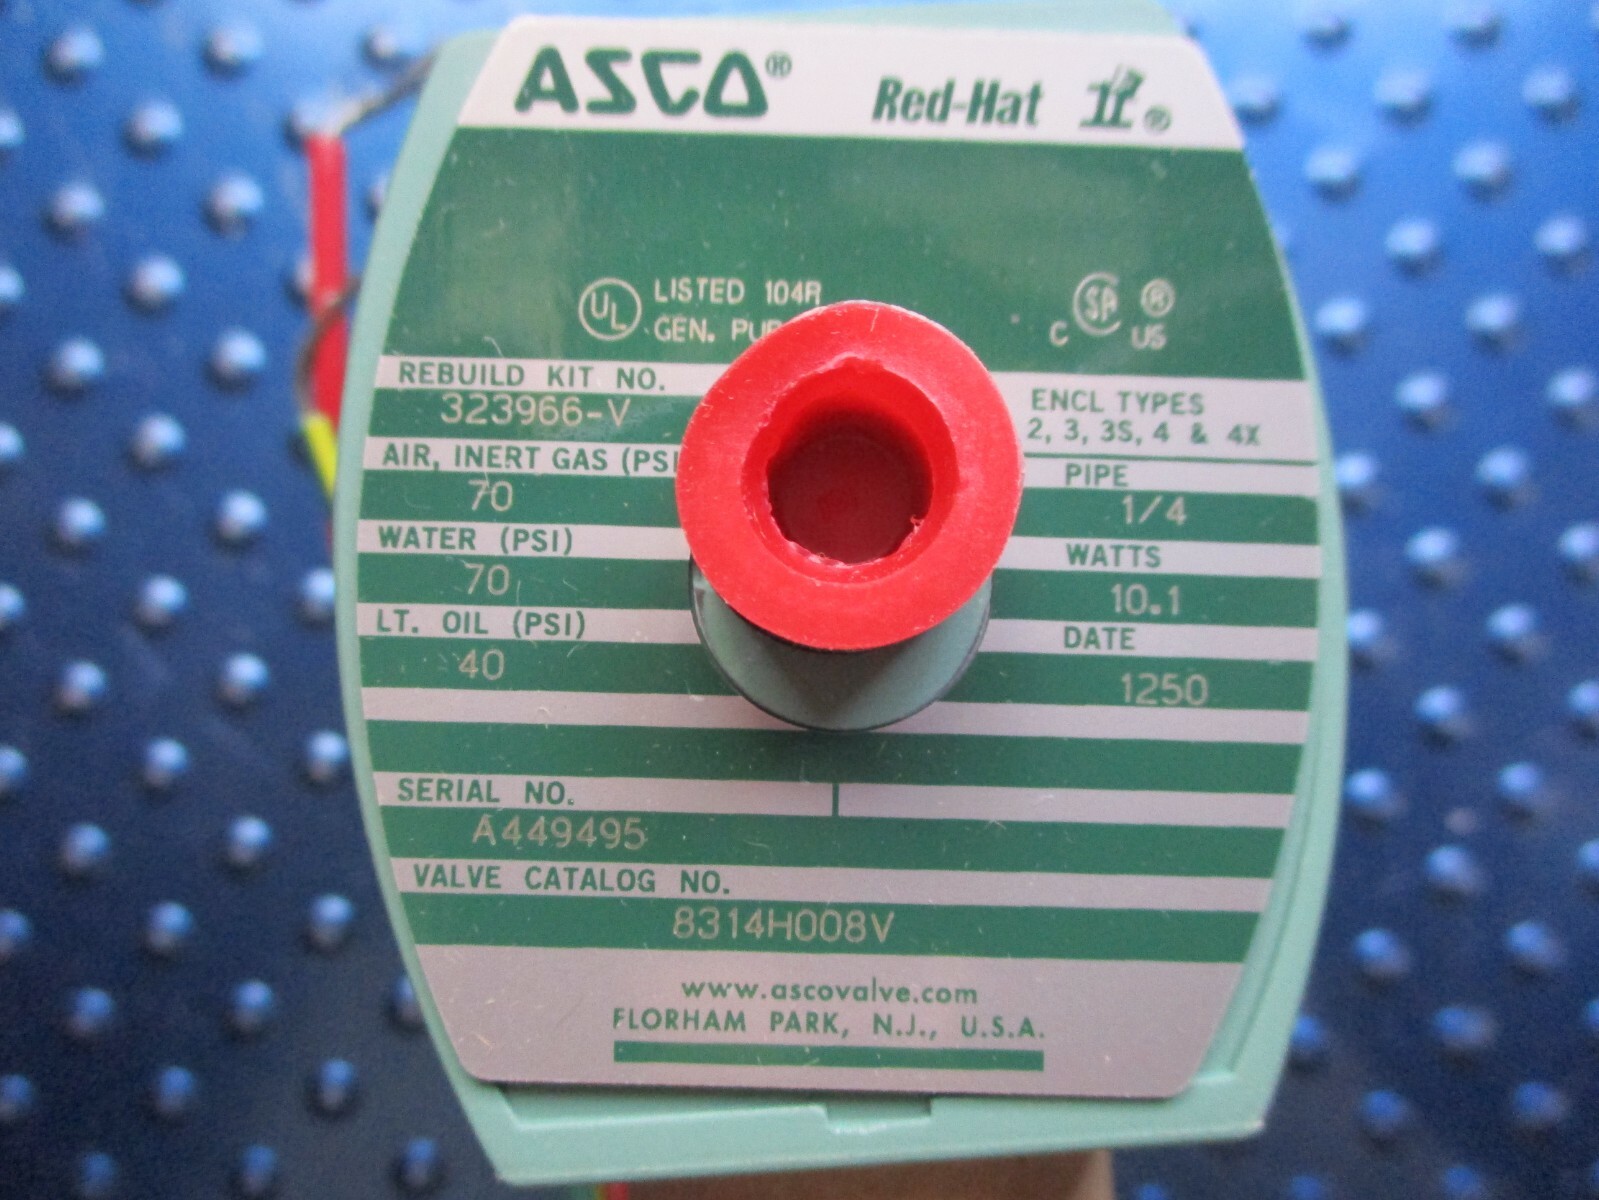 ASCO® Red-Hat II®
UL LISTED 104R
GEN.
C SA ® US
REBUILD KIT NO.
323966-V
ENCL TYPES
2, 3, 3S, 4 & 4X
AIR, INERT GAS (PSI
70
PIPE
1/4
WATER (PSI)
70
WATTS
10.1
LT. OIL (PSI)
40
DATE
1250
SERIAL NO.
A449495
VALVE CATALOG NO.
8314H008V
www.ascovalve.com
FLORHAM PARK, N.J., U.S.A.